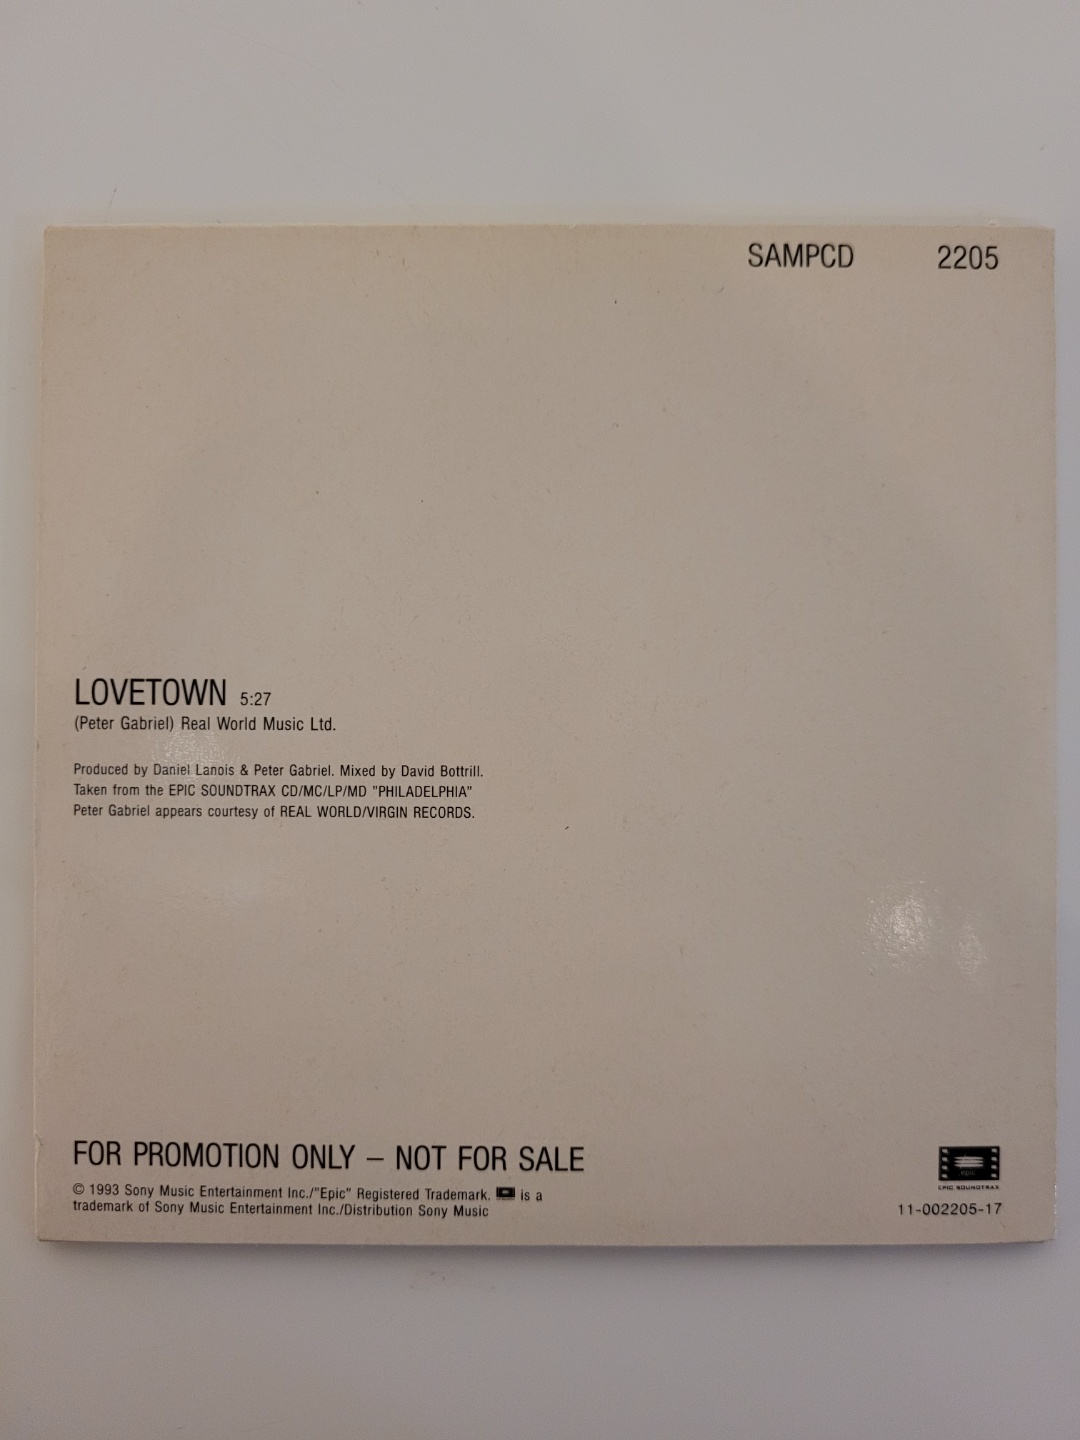 SAMPCD 2205
LOVETOWN 5:27
(Peter Gabriel) Real World Music Ltd.
Produced by Daniel Lanois & Peter Gabriel. Mixed by David Bottrill.
Taken from the EPIC SOUNDTRAX CD/MC/LP/MD "PHILADELPHIA"
Peter Gabriel appears courtesy of REAL WORLD/VIRGIN RECORDS.
FOR PROMOTION ONLY – NOT FOR SALE
© 1993 Sony Music Entertainment Inc./"Epic" Registered Trademark. is a
trademark of Sony Music Entertainment Inc./Distribution Sony Music
epic
EPIC SOUNDTRAX
11-002205-17